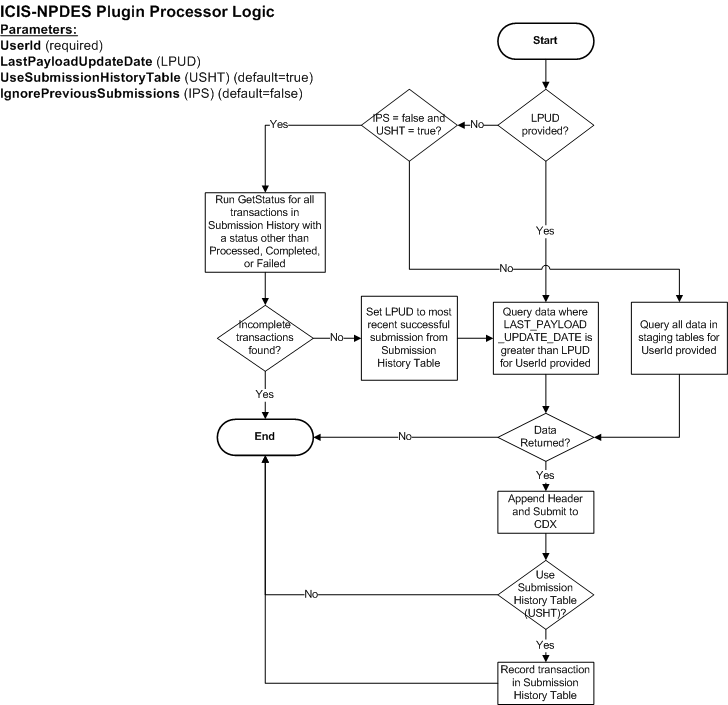 ICIS-NPDES Plugin Processor Logic
Parameters:
UserId (required)
LastPayloadUpdateDate (LPUD)
UseSubmissionHistoryTable (USHT) (default=true)
IgnorePreviousSubmissions (IPS) (default=false)
Start
LPUD
provided?
No
IPS = false and
USHT = true?
Yes
Run GetStatus for all
transactions in
Submission History with
a status other than
Processed, Completed,
or Failed
Yes
No
Incomplete
transactions
found?
No
Set LPUD to most
recent successful
submission from
Submission
History Table
Query data where
LAST_PAYLOAD
_UPDATE_DATE is
greater than LPUD
for UserId provided
Query all data in
staging tables for
UserId provided
Yes
End
No
Data
Returned?
Yes
Append Header
and Submit to
CDX
Use
Submission
History Table
(USHT)?
No
Yes
Record transaction
in Submission
History Table